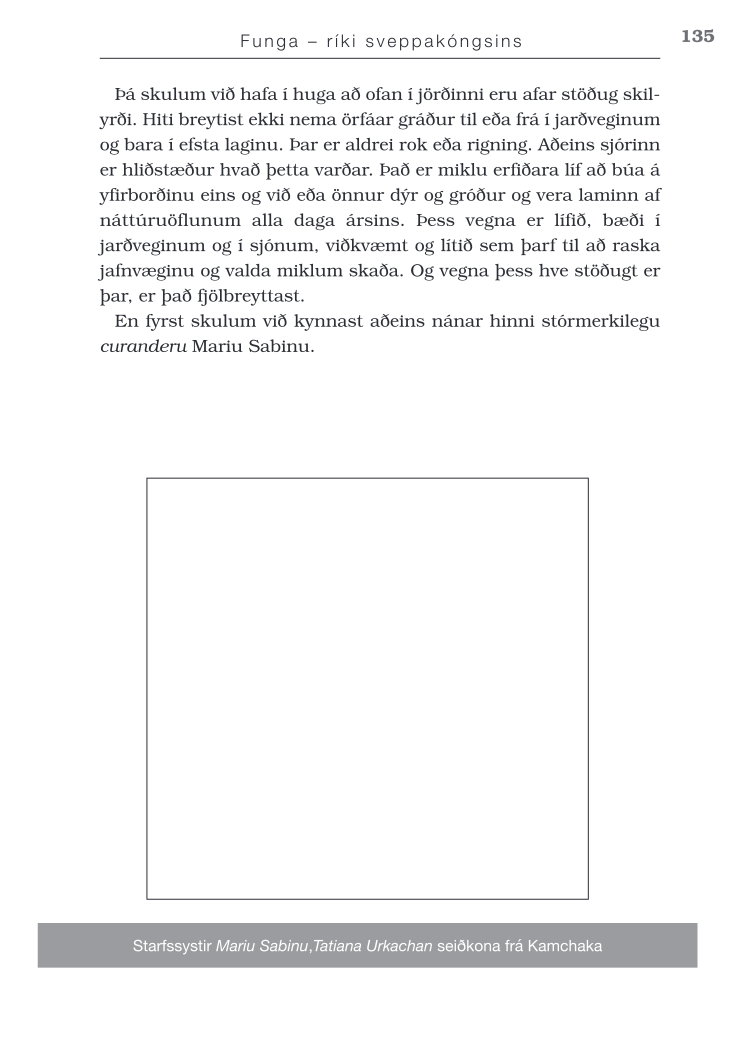 Funga – ríki sveppakóngsins
135
Þá skulum við hafa í huga að ofan í jörðinni eru afar stöðug skil-
yrði. Hiti breytist ekki nema örfáar gráður til eða frá í jarðveginum
og bara í efsta laginu. Þar er aldrei rok eða rigning. Aðeins sjórinn
er hliðstæður hvað þetta varðar. Það er miklu erfiðara líf að búa á
yfirborðinu eins og við eða önnur dýr og gróður og vera laminn af
náttúruöflunum alla daga ársins. Þess vegna er lífið, bæði í
jarðveginum og í sjónum, viðkvæmt og lítið sem þarf til að raska
jafnvæginu og valda miklum skaða. Og vegna þess hve stöðugt er
þar, er það fjölbreyttast.
En fyrst skulum við kynnast aðeins nánar hinni stórmerkilegu
curanderu Mariu Sabinu.
Starfssystir Mariu Sabinu,Tatiana Urkachan seiðkona frá Kamchaka